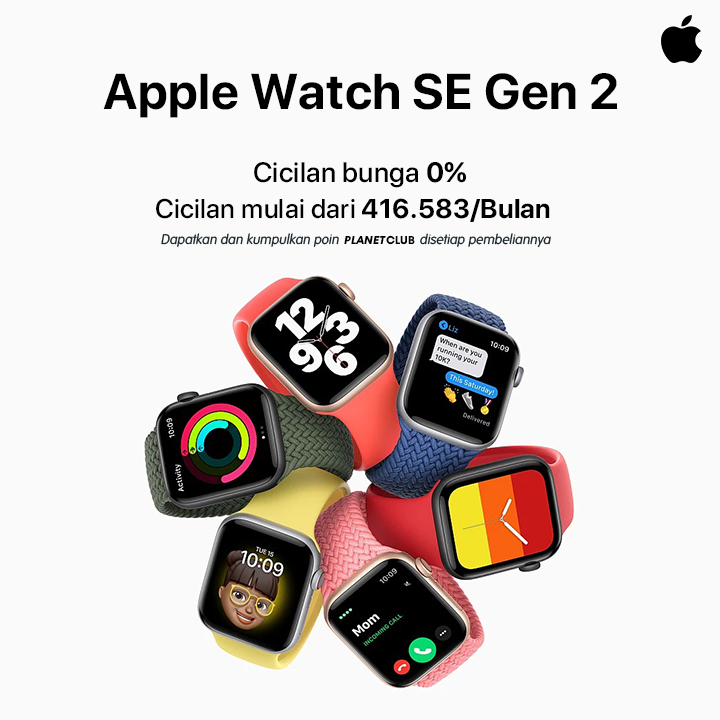 Apple Watch SE Gen 2
Cicilan bunga 0%
Cicilan mulai dari 416.583/Bulan
Dapatkan dan kumpulkan poin PLANETCLUB disetiap pembeliannya
12
3
9
6
Liz
10:09
When are you
running your
10K?
This Saturday!
Delivered
10:09
Activity
TUE 15
10:09
10:09
Mom
INCOMING CALL